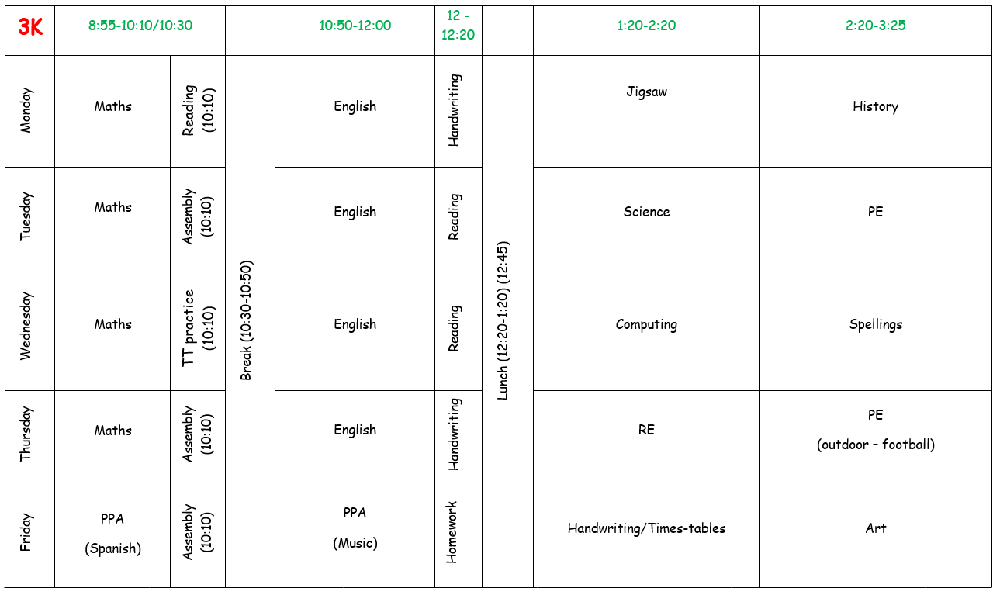 3K
8:55-10:10/10:30
10:50-12:00
12 -
12:20
1:20-2:20
2:20-3:25
Monday
Maths
Reading
(10:10)
Break (10:30-10:50)
English
Handwriting
Lunch (12:20-1:20) (12:45)
Jigsaw
History
Tuesday
Maths
Assembly
(10:10)
English
Reading
Science
PE
Wednesday
Maths
TT practice
(10:10)
English
Reading
Computing
Spellings
Thursday
Maths
Assembly
(10:10)
English
Handwriting
RE
PE
(outdoor – football)
Friday
PPA
(Spanish)
Assembly
(10:10)
PPA
(Music)
Homework
Handwriting/Times-tables
Art